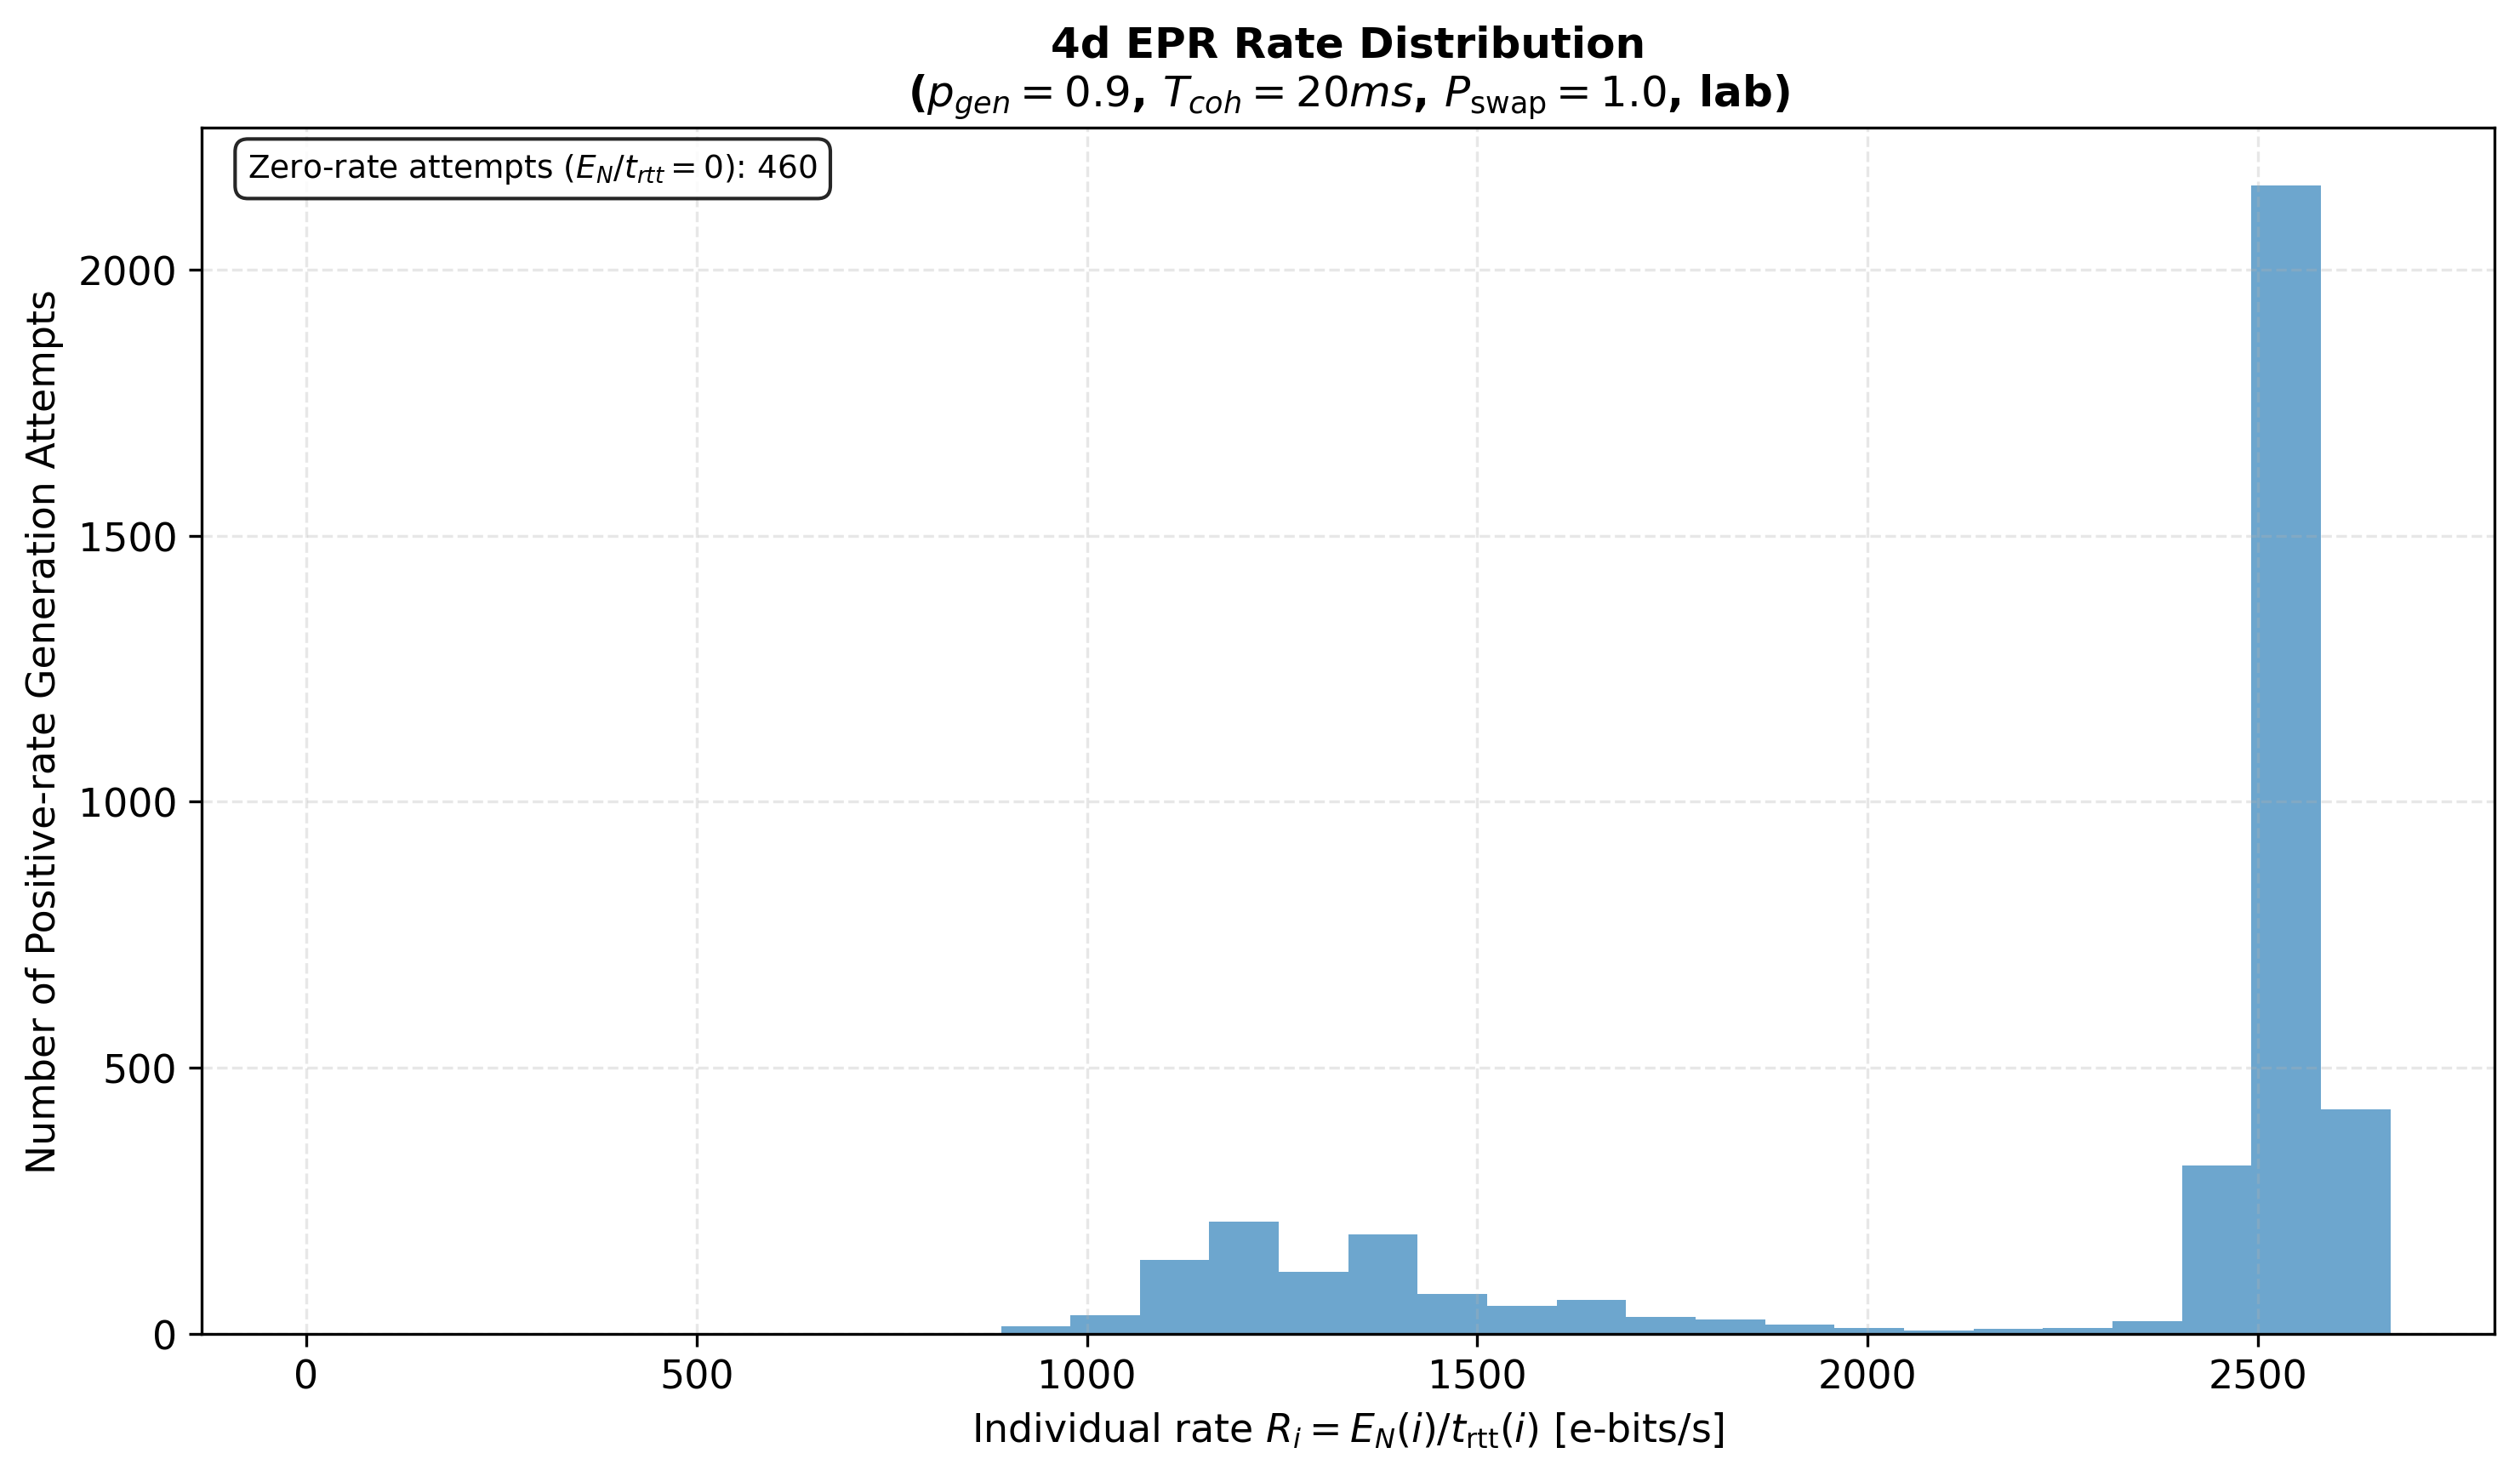 4d EPR Rate Distribution
(p_gen = 0.9, T_coh = 20ms, P_swap = 1.0, lab)
Zero-rate attempts (E_N/t_rtt = 0): 460
Number of Positive-rate Generation Attempts
2000
1500
1000
500
0
0 500 1000 1500 2000 2500
Individual rate R_i = E_N(i)/t_rtt(i) [e-bits/s]